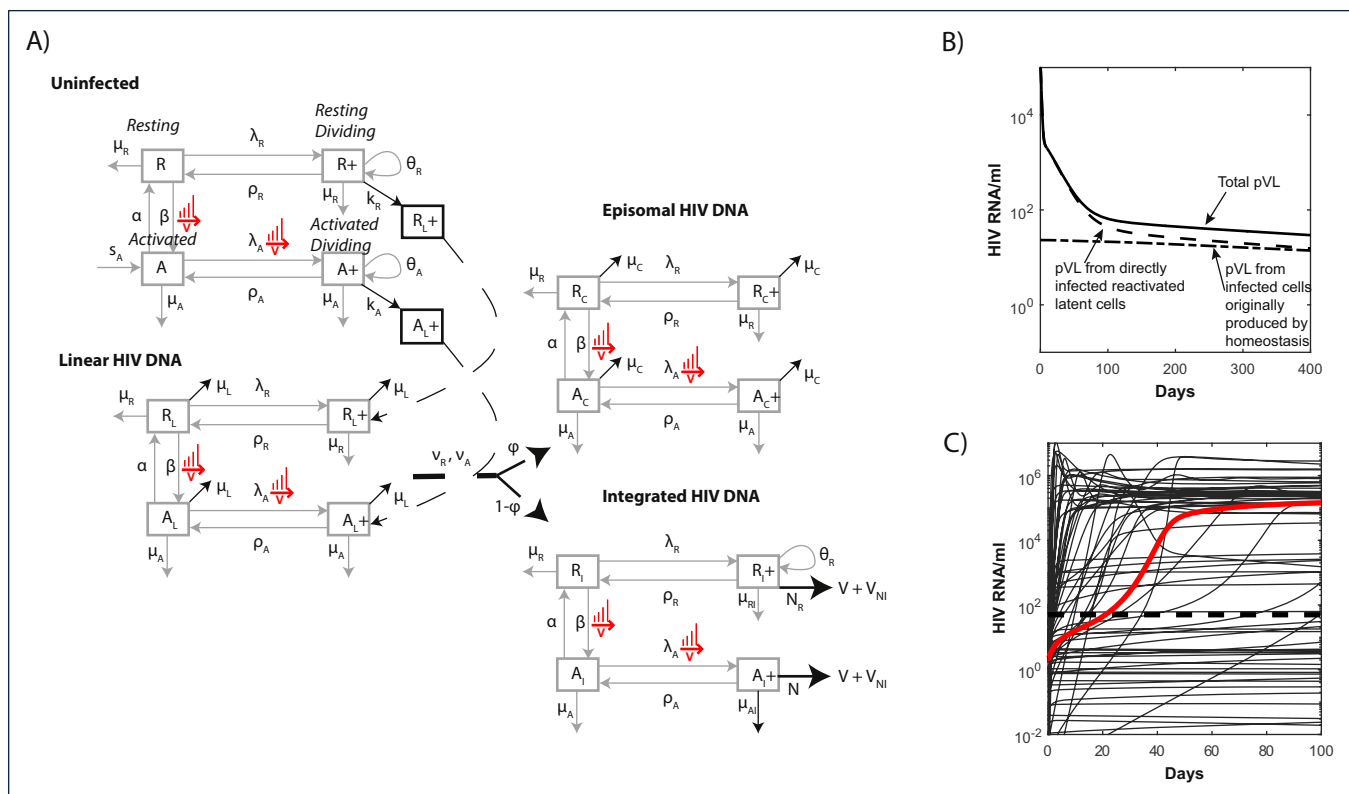 A)
Uninfected
Resting
Resting
Dividing
μR
R
λR
R+
θR
ρR
μR
kR
RL+
α
β
V
Activated
λA
V
Activated
Dividing
sA
A
A+
θA
ρA
μA
μA
kA
AL+
Linear HIV DNA
μL
μR
RL
λR
RL+
μL
ρR
μR
α
β
V
μL
λA
V
AL
AL+
μL
μA
ρA
μA
νR, νA
φ
1-φ
Episomal HIV DNA
μC
μR
RC
λR
RC+
μC
ρR
μR
α
β
V
μC
λA
V
AC
AC+
μC
μA
ρA
μA
Integrated HIV DNA
μR
RI
λR
RI+
θR
ρR
μRI
NR
V + VNI
α
β
V
λA
V
AI
AI+
N
V + VNI
μA
ρA
μAI
B)
HIV RNA/ml
10^4
10^2
10^0
Total pVL
pVL from directly
infected reactivated
latent cells
pVL from
infected cells
originally
produced by
homeostasis
0 100 200 300 400
Days
C)
HIV RNA/ml
10^6
10^4
10^2
10^0
10^-2
0 20 40 60 80 100
Days